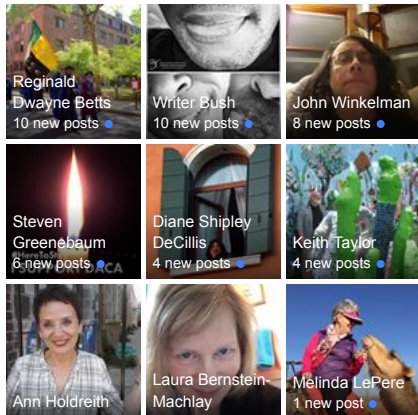 Reginald
Dwayne Betts
10 new posts
Writer Bush
10 new posts
John Winkelman
8 new posts
Steven
Greenebaum
6 new posts
Diane Shipley
DeCillis
4 new posts
Keith Taylor
4 new posts
Ann Holdreith
Laura Bernstein-
Machlay
Melinda LePere
1 new post